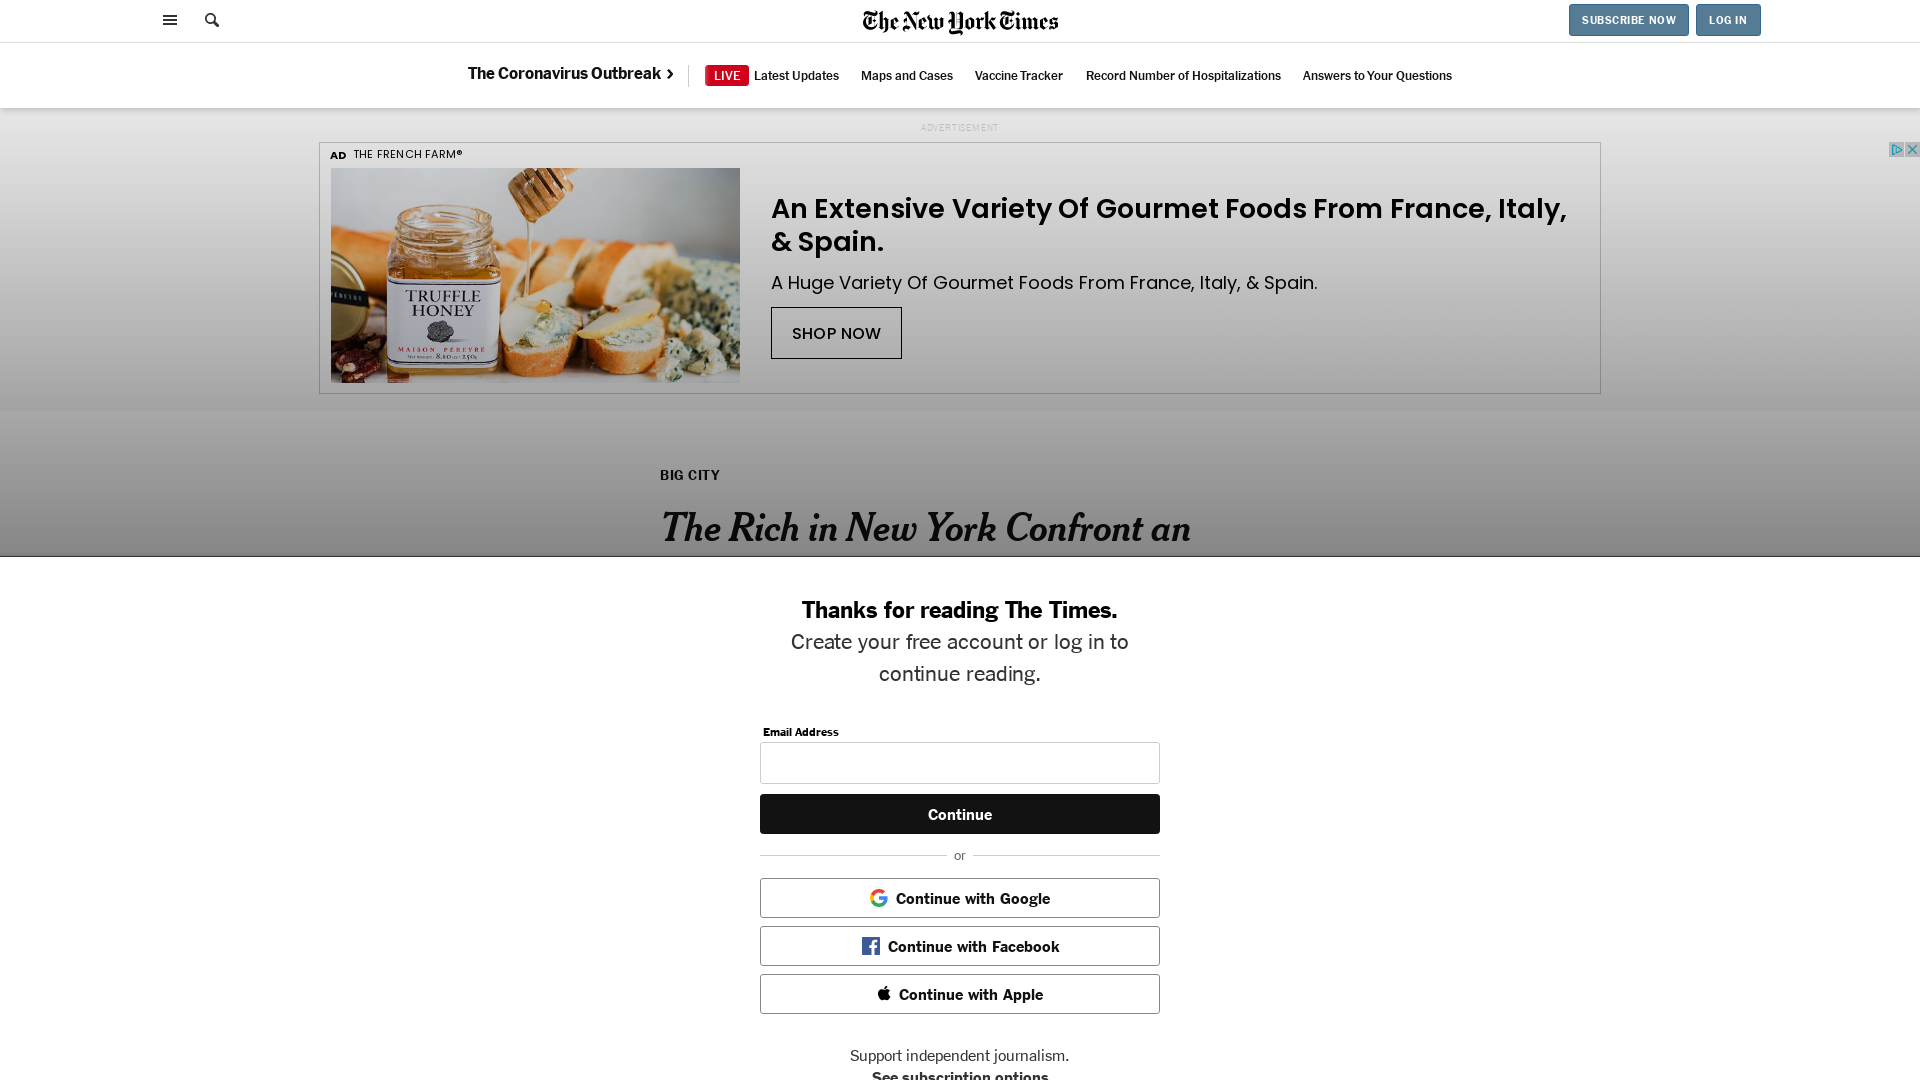 The New York Times
SUBSCRIBE NOW
LOG IN
The Coronavirus Outbreak
LIVE Latest Updates
Maps and Cases
Vaccine Tracker
Record Number of Hospitalizations
Answers to Your Questions
ADVERTISEMENT
AD THE FRENCH FARM®
TRUFFLE
HONEY
MAISON PEBEYRE
An Extensive Variety Of Gourmet Foods From France, Italy,
& Spain.
A Huge Variety Of Gourmet Foods From France, Italy, & Spain.
SHOP NOW
BIG CITY
The Rich in New York Confront an
Thanks for reading The Times.
Create your free account or log in to
continue reading.
Email Address
Continue
or
Continue with Google
Continue with Facebook
Continue with Apple
Support independent journalism.
See subscription options